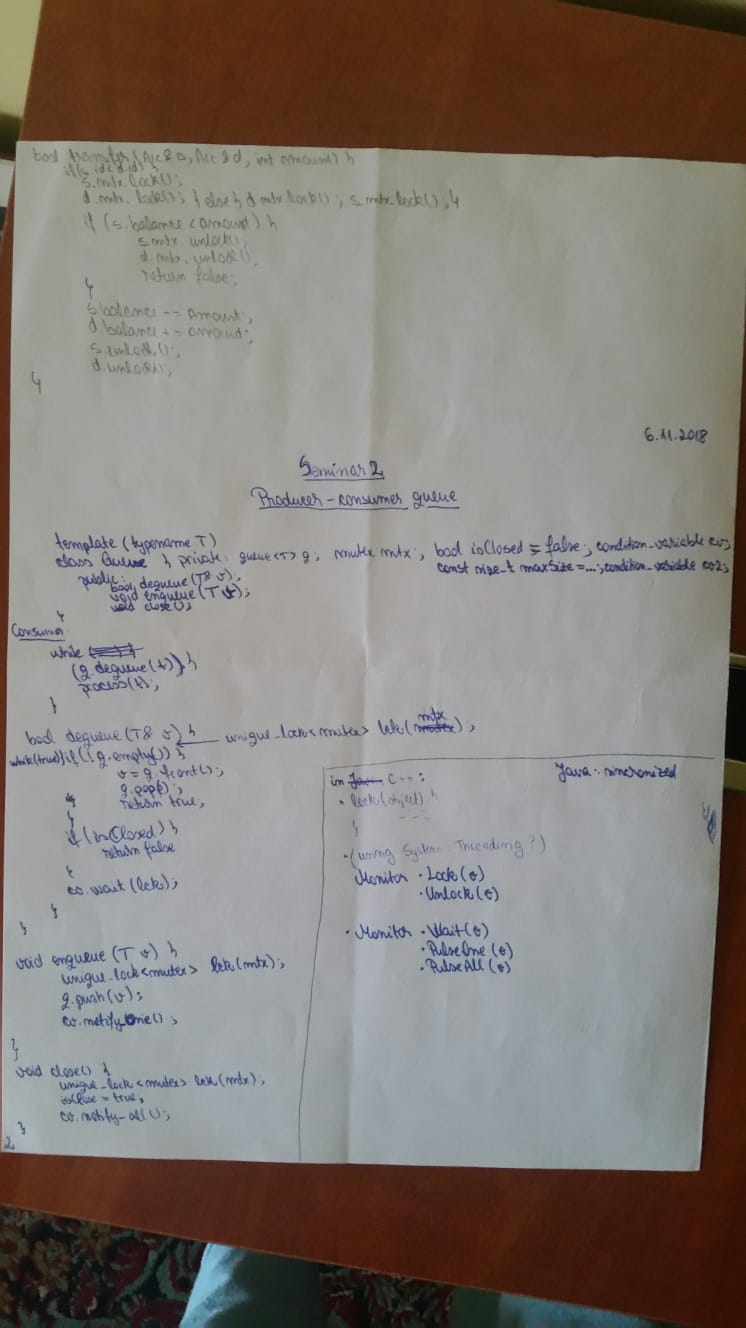 bool transfer (Acc & s, Acc & d, int amount) {
if (s.id < d.id) {
s.mtx.lock();
d.mtx. lock(); } else { d.mtx.lock(); s.mtx.lock(); }
if (s.balance < amount) {
s.mtx. unlock();
d.mtx. unlock();
return false;
}
s.balance -= amount;
d.balance += amount;
s.unlock();
d.unlock();
}
6.11.2018
Seminar 2
Producer-consumer queue
template (typename T)
class Queue { private: queue<T> q; mutex mtx; bool isClosed = false; condition_variable cv;
const size_t maxSize = ...; condition_variable cv2;
public:
bool dequeue (T& v);
void enqueue (T v);
void close();
}
Consumer:
while
(q.dequeue(t)) {
process(t);
}
bool dequeue (T& v) { unique_lock<mutex> lck(mtx);
while(true){if (!q.empty()) {
v = q.front();
q.pop();
return true;
}
if (isClosed) {
return false
}
cv.wait(lck);
}
}
void enqueue (T v) {
unique_lock<mutex> lck(mtx);
q.push(v);
cv.notify_one();
}
void close() {
unique_lock<mutex> lck(mtx);
isClose = true;
cv.notify_all();
}
2
in C++:
• lock(object) {
---
}
• (using System.Threading?)
Monitor • Lock(o)
• Unlock(o)
• Monitor • Wait(o)
• PulseOne(o)
• PulseAll(o)
Java: sincronized